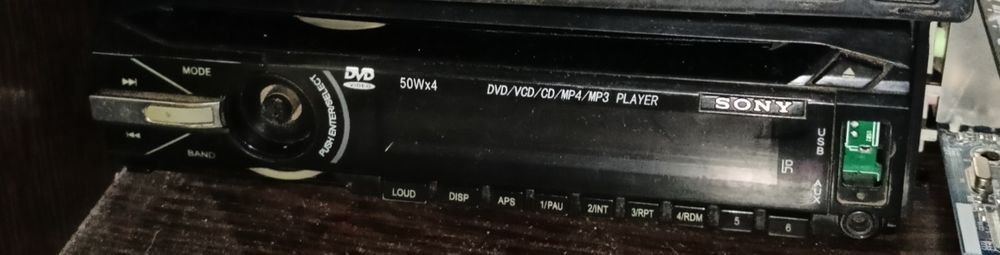 MODE
DVD
VIDEO
50Wx4
DVD/VCD/CD/MP4/MP3 PLAYER
SONY
PUSH ENTER/SELECT
BAND
USB
AUX
LOUD
DISP
APS
1/PAU
2/INT
3/RPT
4/RDM
5
6